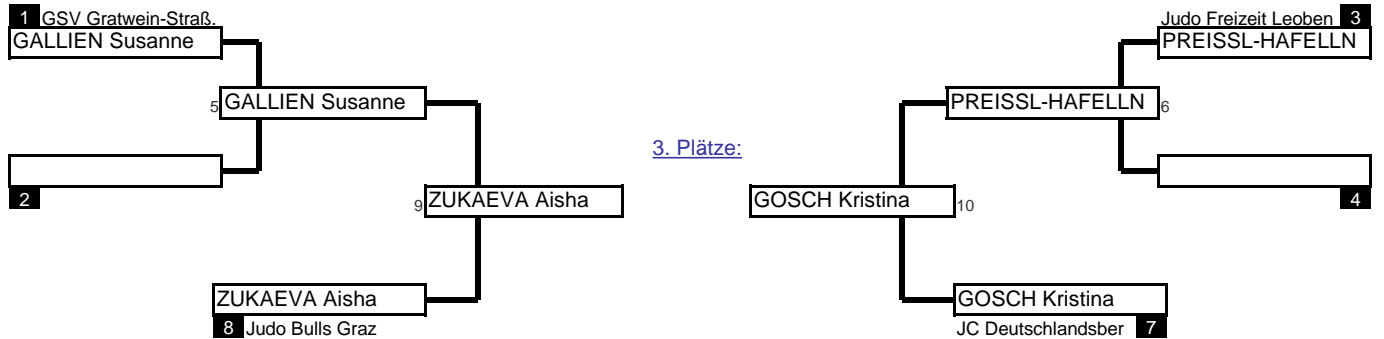 1 GSV Gratwein-Straß.
GALLIEN Susanne
Judo Freizeit Leoben 3
PREISSL-HAFELLN
5 GALLIEN Susanne
PREISSL-HAFELLN 6
3. Plätze:
2
4
9 ZUKAEVA Aisha
GOSCH Kristina 10
ZUKAEVA Aisha
8 Judo Bulls Graz
GOSCH Kristina
JC Deutschlandsber 7